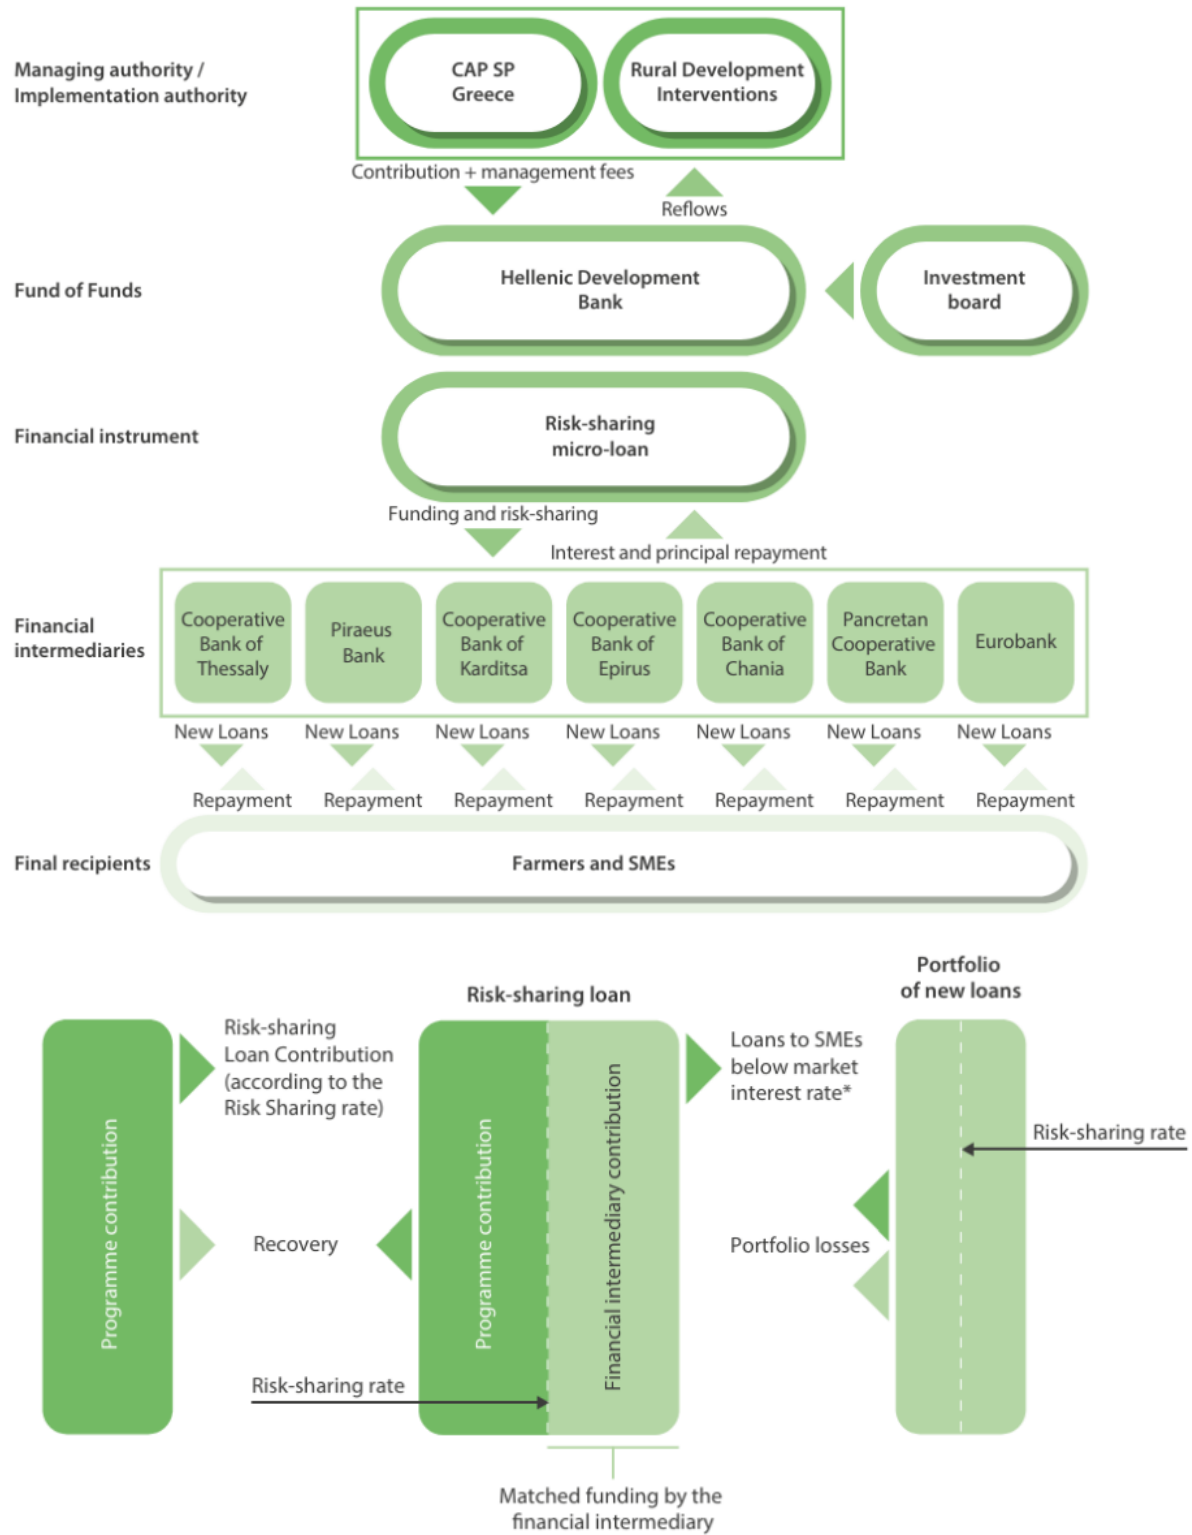 Managing authority /
Implementation authority
CAP SP
Greece
Rural Development
Interventions
Contribution + management fees
Reflows
Fund of Funds
Hellenic Development
Bank
Investment
board
Financial instrument
Risk-sharing
micro-loan
Funding and risk-sharing
Interest and principal repayment
Financial
intermediaries
Cooperative
Bank of
Thessaly
Piraeus
Bank
Cooperative
Bank of
Karditsa
Cooperative
Bank of
Epirus
Cooperative
Bank of
Chania
Pancretan
Cooperative
Bank
Eurobank
New Loans
New Loans
New Loans
New Loans
New Loans
New Loans
New Loans
Repayment
Repayment
Repayment
Repayment
Repayment
Repayment
Repayment
Final recipients
Farmers and SMEs
Programme contribution
Risk-sharing
Loan Contribution
(according to the
Risk Sharing rate)
Recovery
Risk-sharing rate
Risk-sharing loan
Programme contribution
Financial intermediary contribution
Matched funding by the
financial intermediary
Loans to SMEs
below market
interest rate*
Portfolio losses
Portfolio
of new loans
Risk-sharing rate